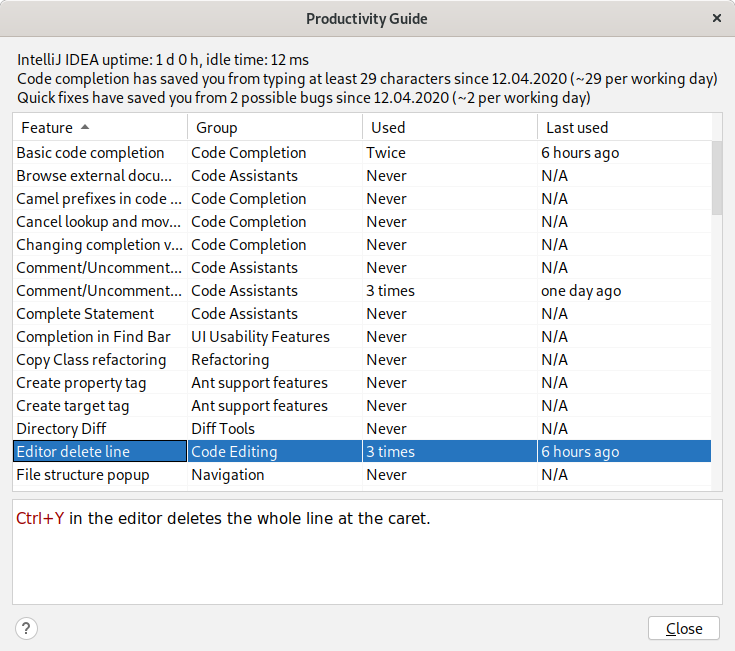 Productivity Guide
IntelliJ IDEA uptime: 1 d 0 h, idle time: 12 ms
Code completion has saved you from typing at least 29 characters since 12.04.2020 (~29 per working day)
Quick fixes have saved you from 2 possible bugs since 12.04.2020 (~2 per working day)
Feature Group Used Last used
Basic code completion Code Completion Twice 6 hours ago
Browse external docu... Code Assistants Never N/A
Camel prefixes in code ... Code Completion Never N/A
Cancel lookup and mov... Code Completion Never N/A
Changing completion v... Code Completion Never N/A
Comment/Uncomment... Code Assistants Never N/A
Comment/Uncomment... Code Assistants 3 times one day ago
Complete Statement Code Assistants Never N/A
Completion in Find Bar UI Usability Features Never N/A
Copy Class refactoring Refactoring Never N/A
Create property tag Ant support features Never N/A
Create target tag Ant support features Never N/A
Directory Diff Diff Tools Never N/A
Editor delete line Code Editing 3 times 6 hours ago
File structure popup Navigation Never N/A
Ctrl+Y in the editor deletes the whole line at the caret.
? Close